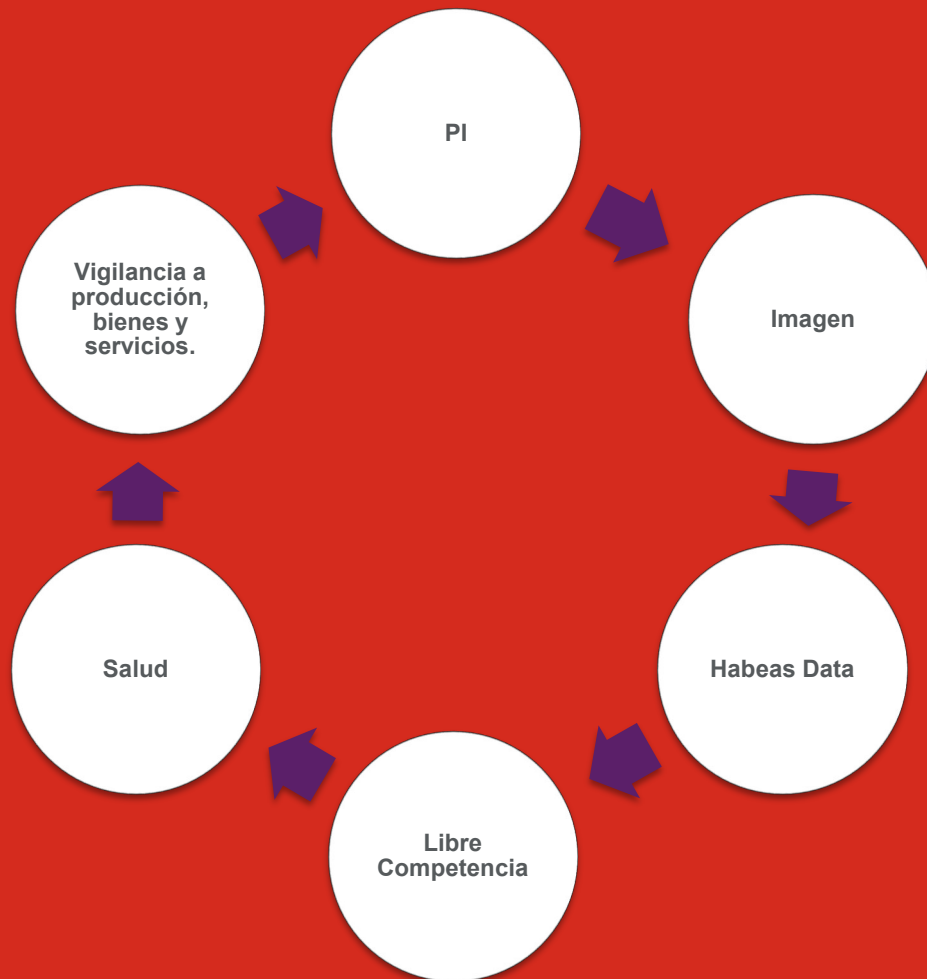 PI
Imagen
Habeas Data
Libre
Competencia
Salud
Vigilancia a
producción,
bienes y
servicios.